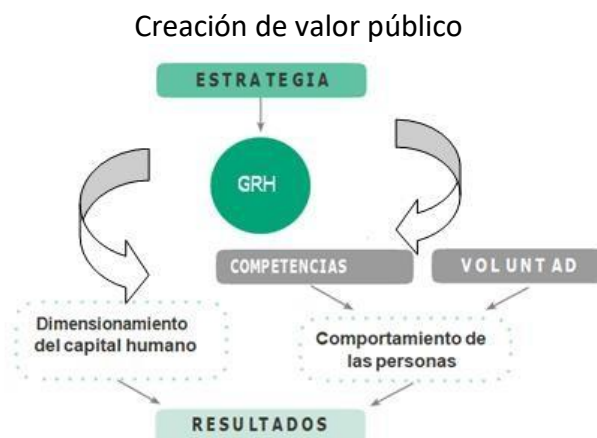 Creación de valor público
ESTRATEGIA
GRH
COMPETENCIAS
VOLUNTAD
Dimensionamiento
del capital humano
Comportamiento de
las personas
RESULTADOS